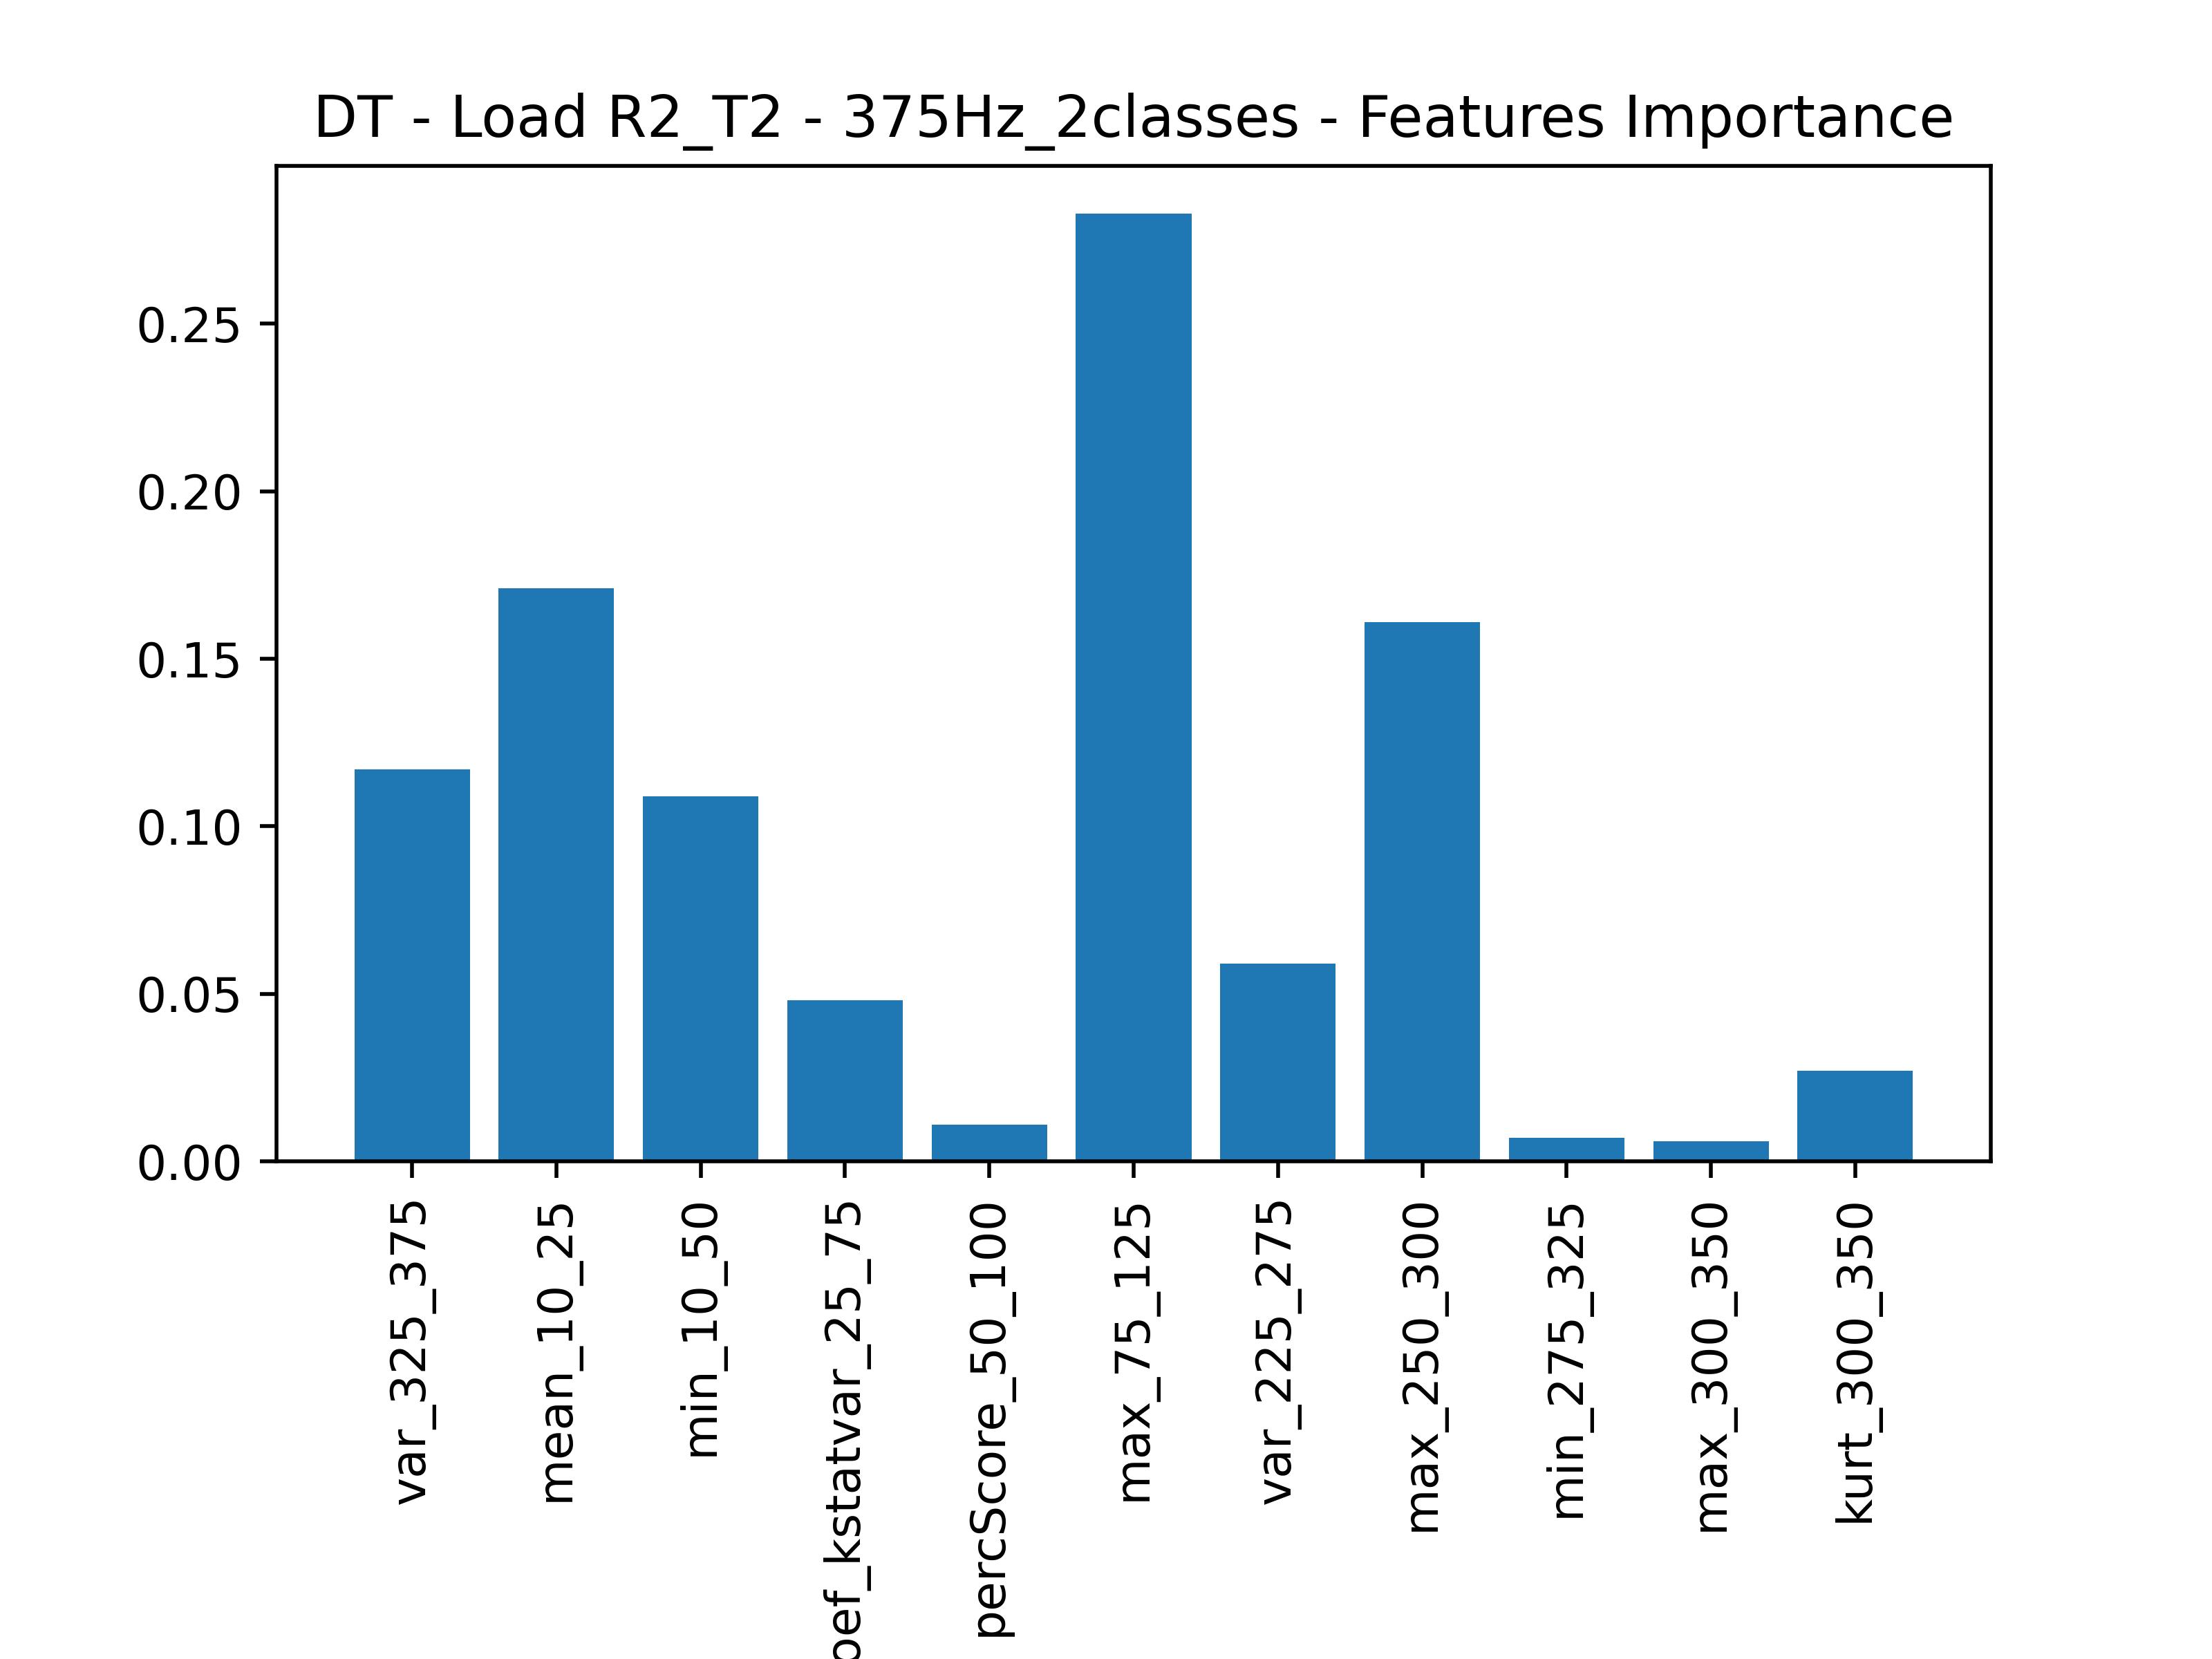 DT - Load R2_T2 - 375Hz_2classes - Features Importance
0.25
0.20
0.15
0.10
0.05
0.00
var_325_375
mean_10_25
min_10_50
oef_kstatvar_25_75
percScore_50_100
max_75_125
var_225_275
max_250_300
min_275_325
max_300_350
kurt_300_350